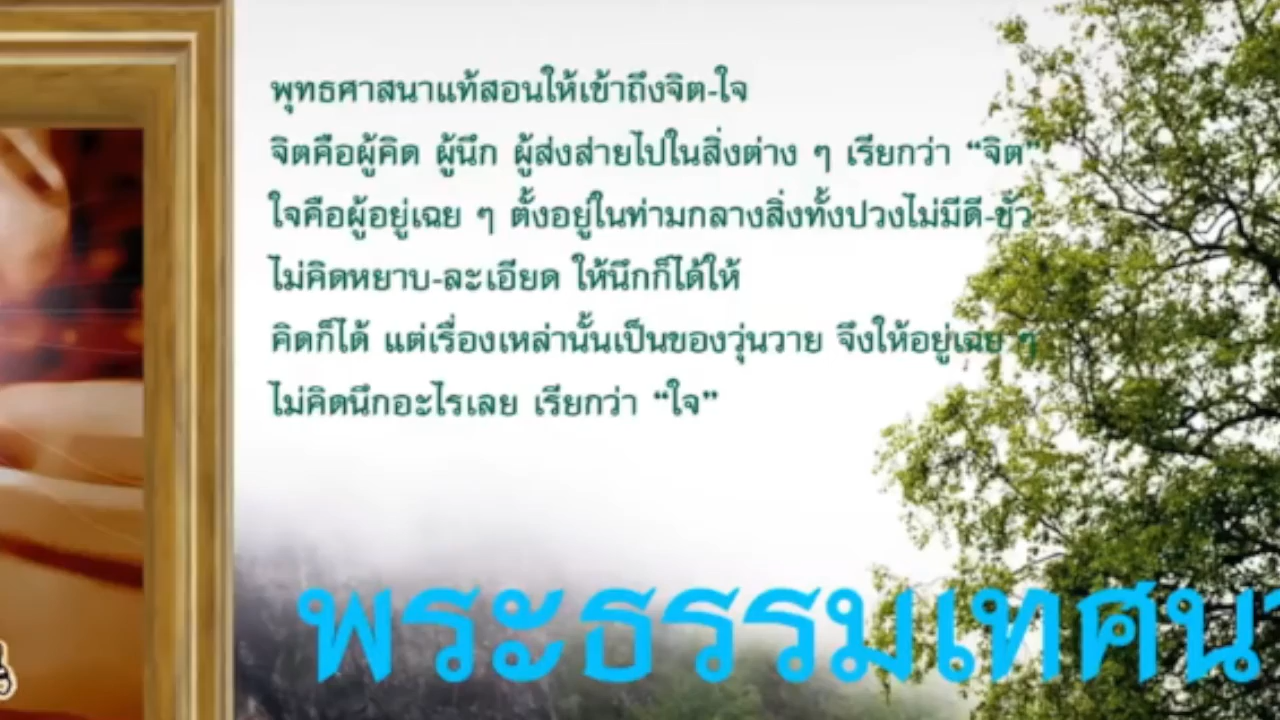 พุทธศาสนาแท้สอนให้เข้าถึงจิต-ใจ
จิตคือผู้คิด ผู้นึก ผู้ส่งส่ายไปในสิ่งต่าง ๆ เรียกว่า “จิต”
ใจคือผู้อยู่เฉย ๆ ตั้งอยู่ในท่ามกลางสิ่งทั้งปวงไม่มีดี-ชั่ว
ไม่คิดหยาบ-ละเอียด ให้นึกก็ได้ให้
คิดก็ได้ แต่เรื่องเหล่านั้นเป็นของวุ่นวาย จึงให้อยู่เฉย ๆ
ไม่คิดนึกอะไรเลย เรียกว่า “ใจ”
พระธรรมเทศนา